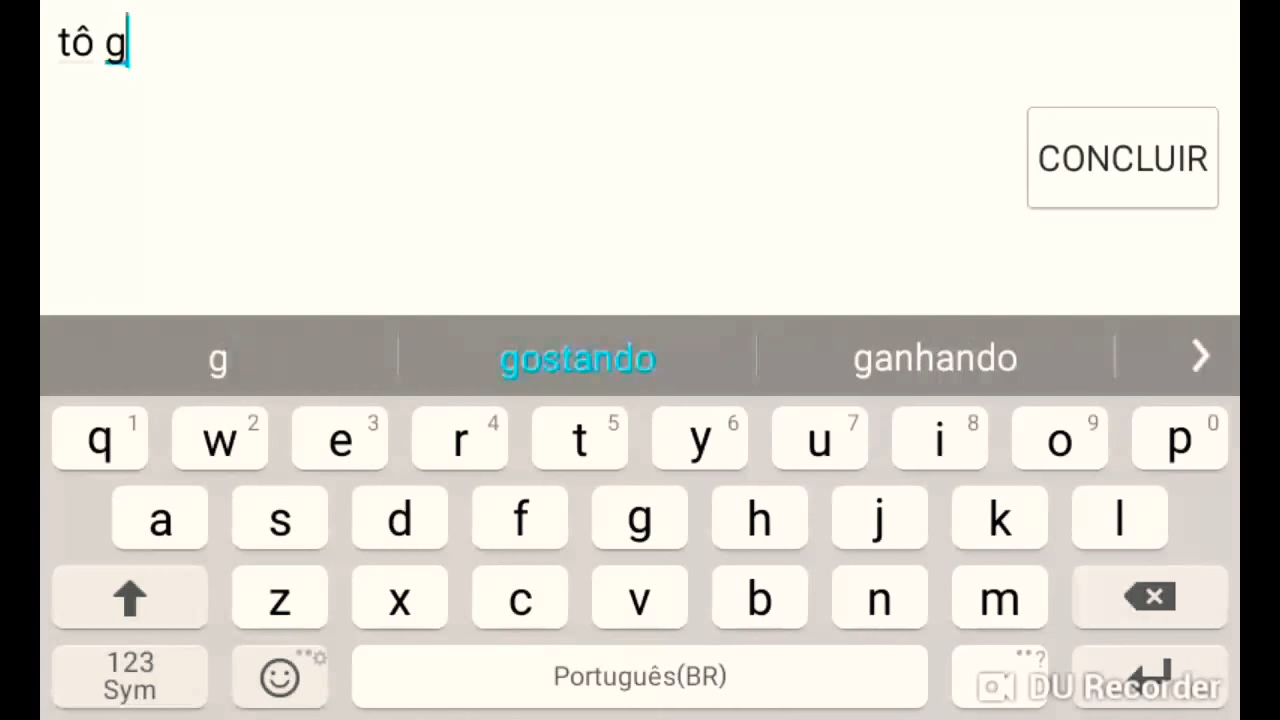 tô g
CONCLUIR
g gostando ganhando
q 1 w 2 e 3 r 4 t 5 y 6 u 7 i 8 o 9 p 0
a s d f g h j k l
z x c v b n m
123
Sym
Português(BR)
?
DU Recorder